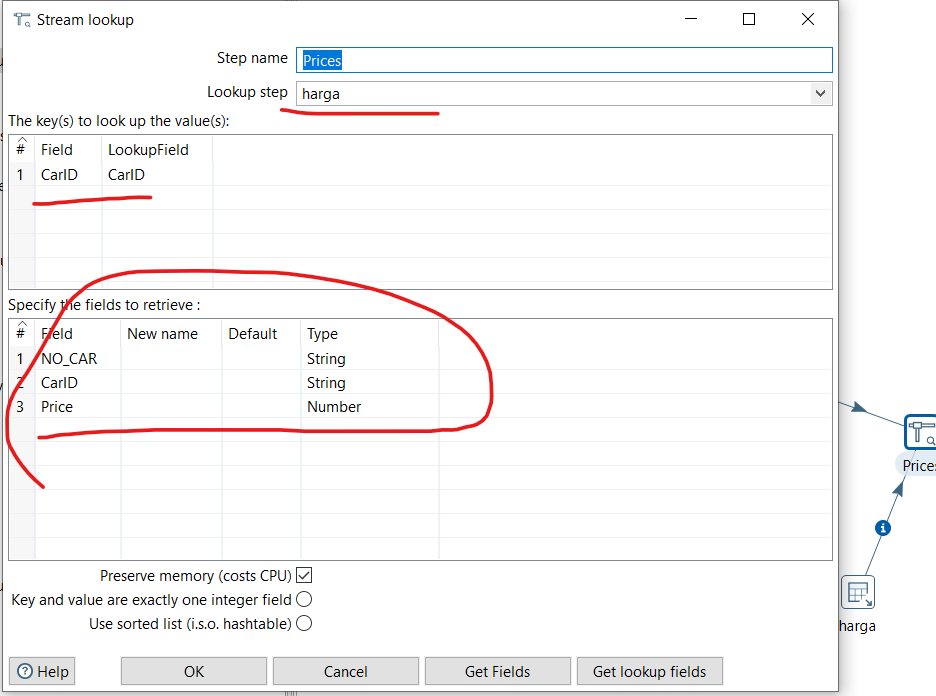 Stream lookup
Step name Prices
Lookup step harga
The key(s) to look up the value(s):
# Field LookupField
1 CarID CarID
Specify the fields to retrieve :
# Field New name Default Type
1 NO_CAR String
2 CarID String
3 Price Number
Prices
Preserve memory (costs CPU)
Key and value are exactly one integer field
Use sorted list (i.s.o. hashtable)
harga
Help OK Cancel Get Fields Get lookup fields